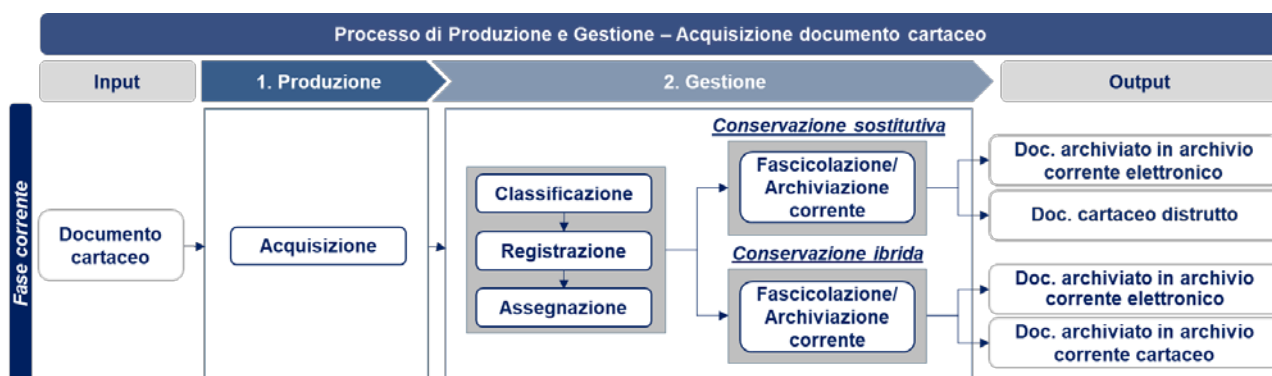 Processo di Produzione e Gestione – Acquisizione documento cartaceo
Input
1. Produzione
2. Gestione
Output
Fase corrente
Documento
cartaceo
Acquisizione
Classificazione
Registrazione
Assegnazione
Conservazione sostitutiva
Fascicolazione/
Archiviazione
corrente
Conservazione ibrida
Fascicolazione/
Archiviazione
corrente
Doc. archiviato in archivio
corrente elettronico
Doc. cartaceo distrutto
Doc. archiviato in archivio
corrente elettronico
Doc. archiviato in archivio
corrente cartaceo